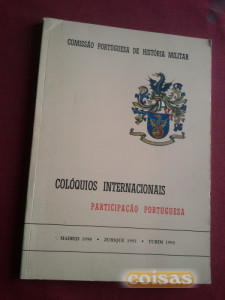 COMISSÃO PORTUGUESA DE HISTÓRIA MILITAR
COLÓQUIOS INTERNACIONAIS
PARTICIPAÇÃO PORTUGUESA
MADRID 1990 • ZURIQUE 1991 • TURIM 1992
coisas